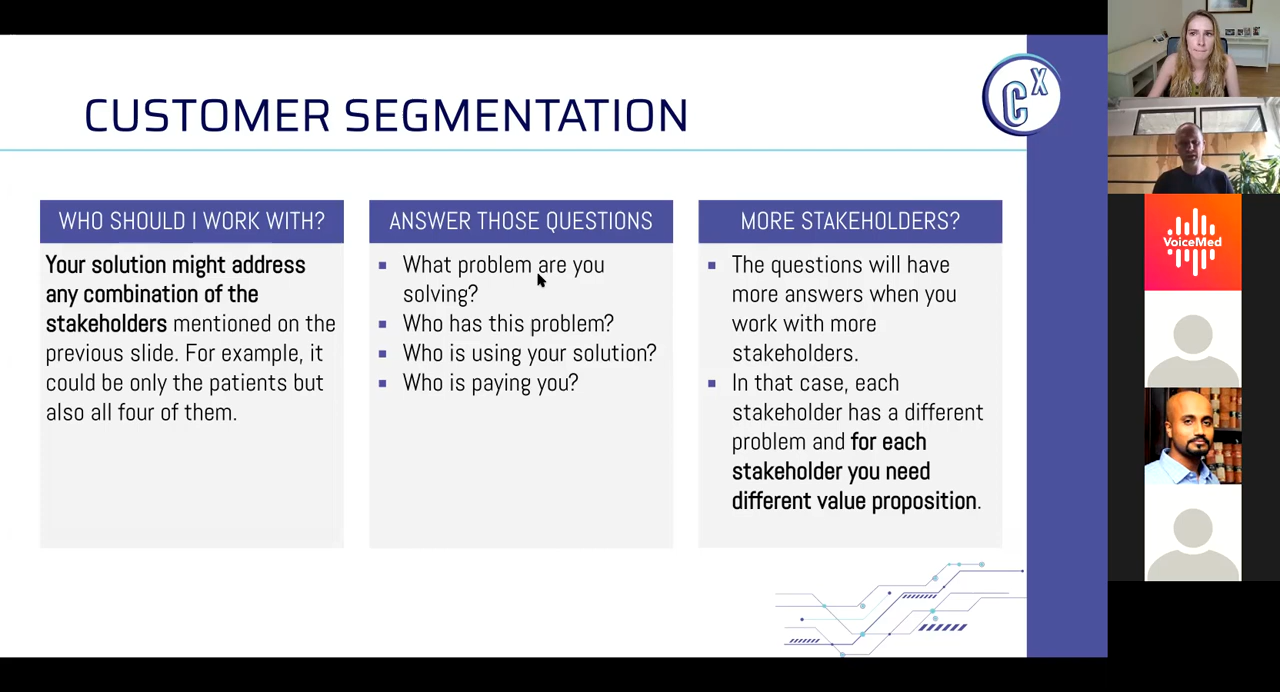 CUSTOMER SEGMENTATION
CX
WHO SHOULD I WORK WITH?
Your solution might address
any combination of the
stakeholders mentioned on the
previous slide. For example, it
could be only the patients but
also all four of them.
ANSWER THOSE QUESTIONS
What problem are you
solving?
Who has this problem?
Who is using your solution?
Who is paying you?
MORE STAKEHOLDERS?
The questions will have
more answers when you
work with more
stakeholders.
In that case, each
stakeholder has a different
problem and for each
stakeholder you need
different value proposition.
VoiceMed